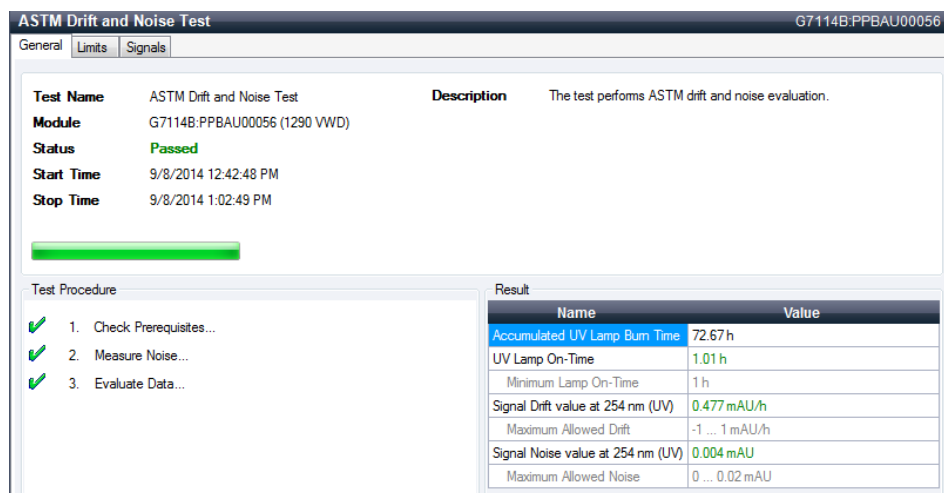 ASTM Drift and Noise Test G7114B:PPBAU00056
General Limits Signals
Test Name ASTM Drift and Noise Test Description The test performs ASTM drift and noise evaluation.
Module G7114B:PPBAU00056 (1290 VWD)
Status Passed
Start Time 9/8/2014 12:42:48 PM
Stop Time 9/8/2014 1:02:49 PM
Test Procedure
1. Check Prerequisites...
2. Measure Noise...
3. Evaluate Data...
Result
Name Value
Accumulated UV Lamp Burn Time 72.67 h
UV Lamp On-Time 1.01 h
Minimum Lamp On-Time 1 h
Signal Drift value at 254 nm (UV) 0.477 mAU/h
Maximum Allowed Drift -1 ... 1 mAU/h
Signal Noise value at 254 nm (UV) 0.004 mAU
Maximum Allowed Noise 0 ... 0.02 mAU